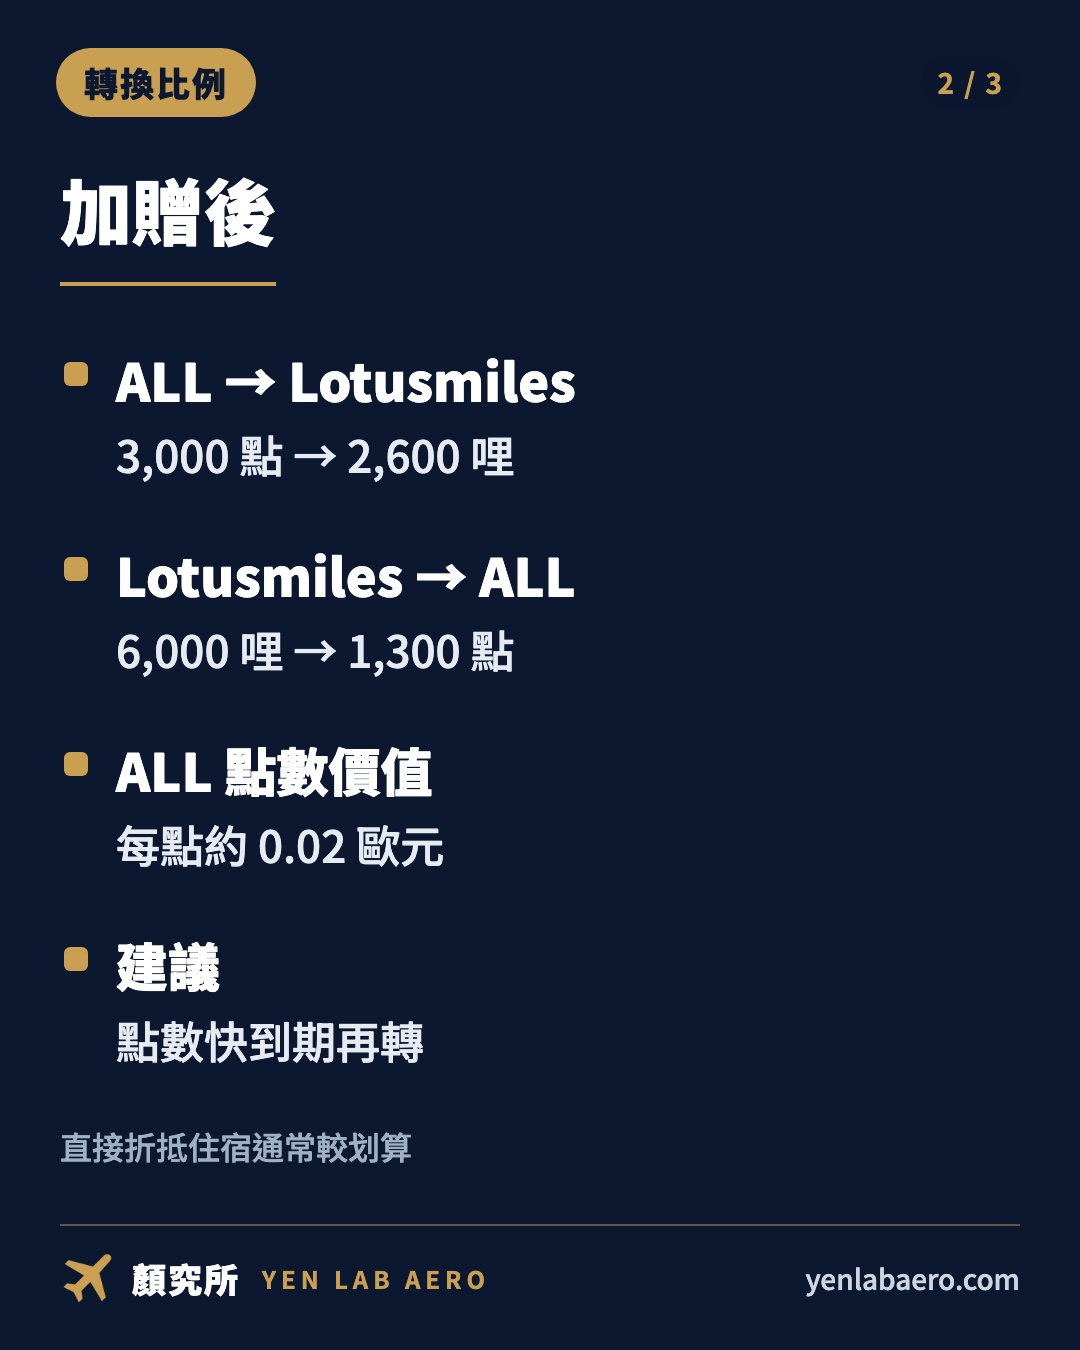 轉換比例
2 / 3
加贈後
ALL → Lotusmiles
3,000 點 → 2,600 哩
Lotusmiles → ALL
6,000 哩 → 1,300 點
ALL 點數價值
每點約 0.02 歐元
建議
點數快到期再轉
直接折抵住宿通常較划算
顏究所 YEN LAB AERO
yenlabaero.com